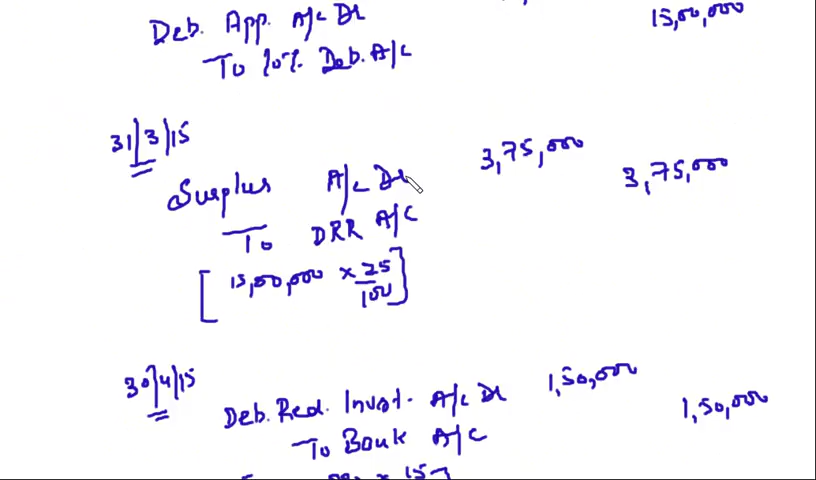 Deb. App. A/c Dr 15,00,000
To 10% Deb. A/c
31/3/15
Surplus A/c Dr 3,75,000
To DRR A/c 3,75,000
[15,00,000 x 25/100]
30/4/15
Deb. Red. Invst. A/c Dr 1,50,000
To Bank A/c 1,50,000
x 15